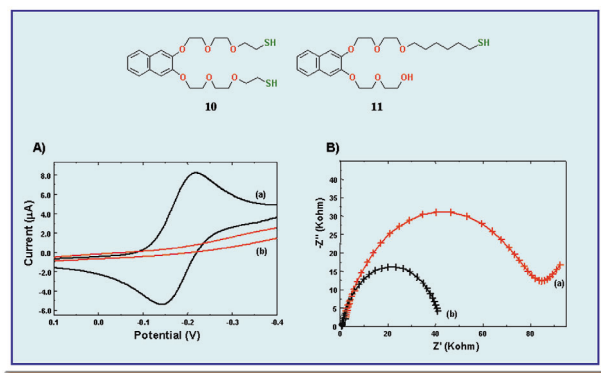 SH
O O O
O O O
SH
10
O O O SH
O O OH
11
A)
8.0
6.0
4.0
2.0
0.0
-2.0
-4.0
-6.0
Current (µA)
(a)
(b)
0.1 0.0 -0.1 -0.2 -0.3 -0.4
Potential (V)
B)
45
40
35
30
25
20
15
10
5
0
-Z" (Kohm)
(a)
(b)
0 20 40 60 80
Z' (Kohm)